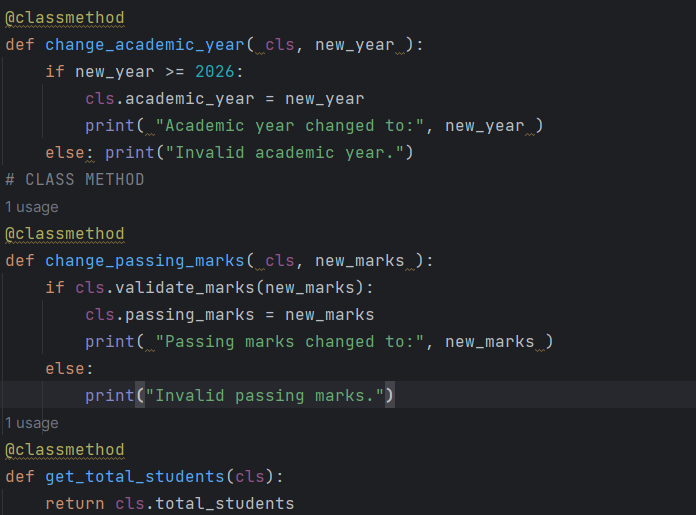 @classmethod
def change_academic_year( cls, new_year ):
    if new_year >= 2026:
        cls.academic_year = new_year
        print( "Academic year changed to:", new_year )
    else: print("Invalid academic year.")
# CLASS METHOD
1 usage
@classmethod
def change_passing_marks( cls, new_marks ):
    if cls.validate_marks(new_marks):
        cls.passing_marks = new_marks
        print( "Passing marks changed to:", new_marks )
    else:
        print("Invalid passing marks.")
1 usage
@classmethod
def get_total_students(cls):
    return cls.total_students